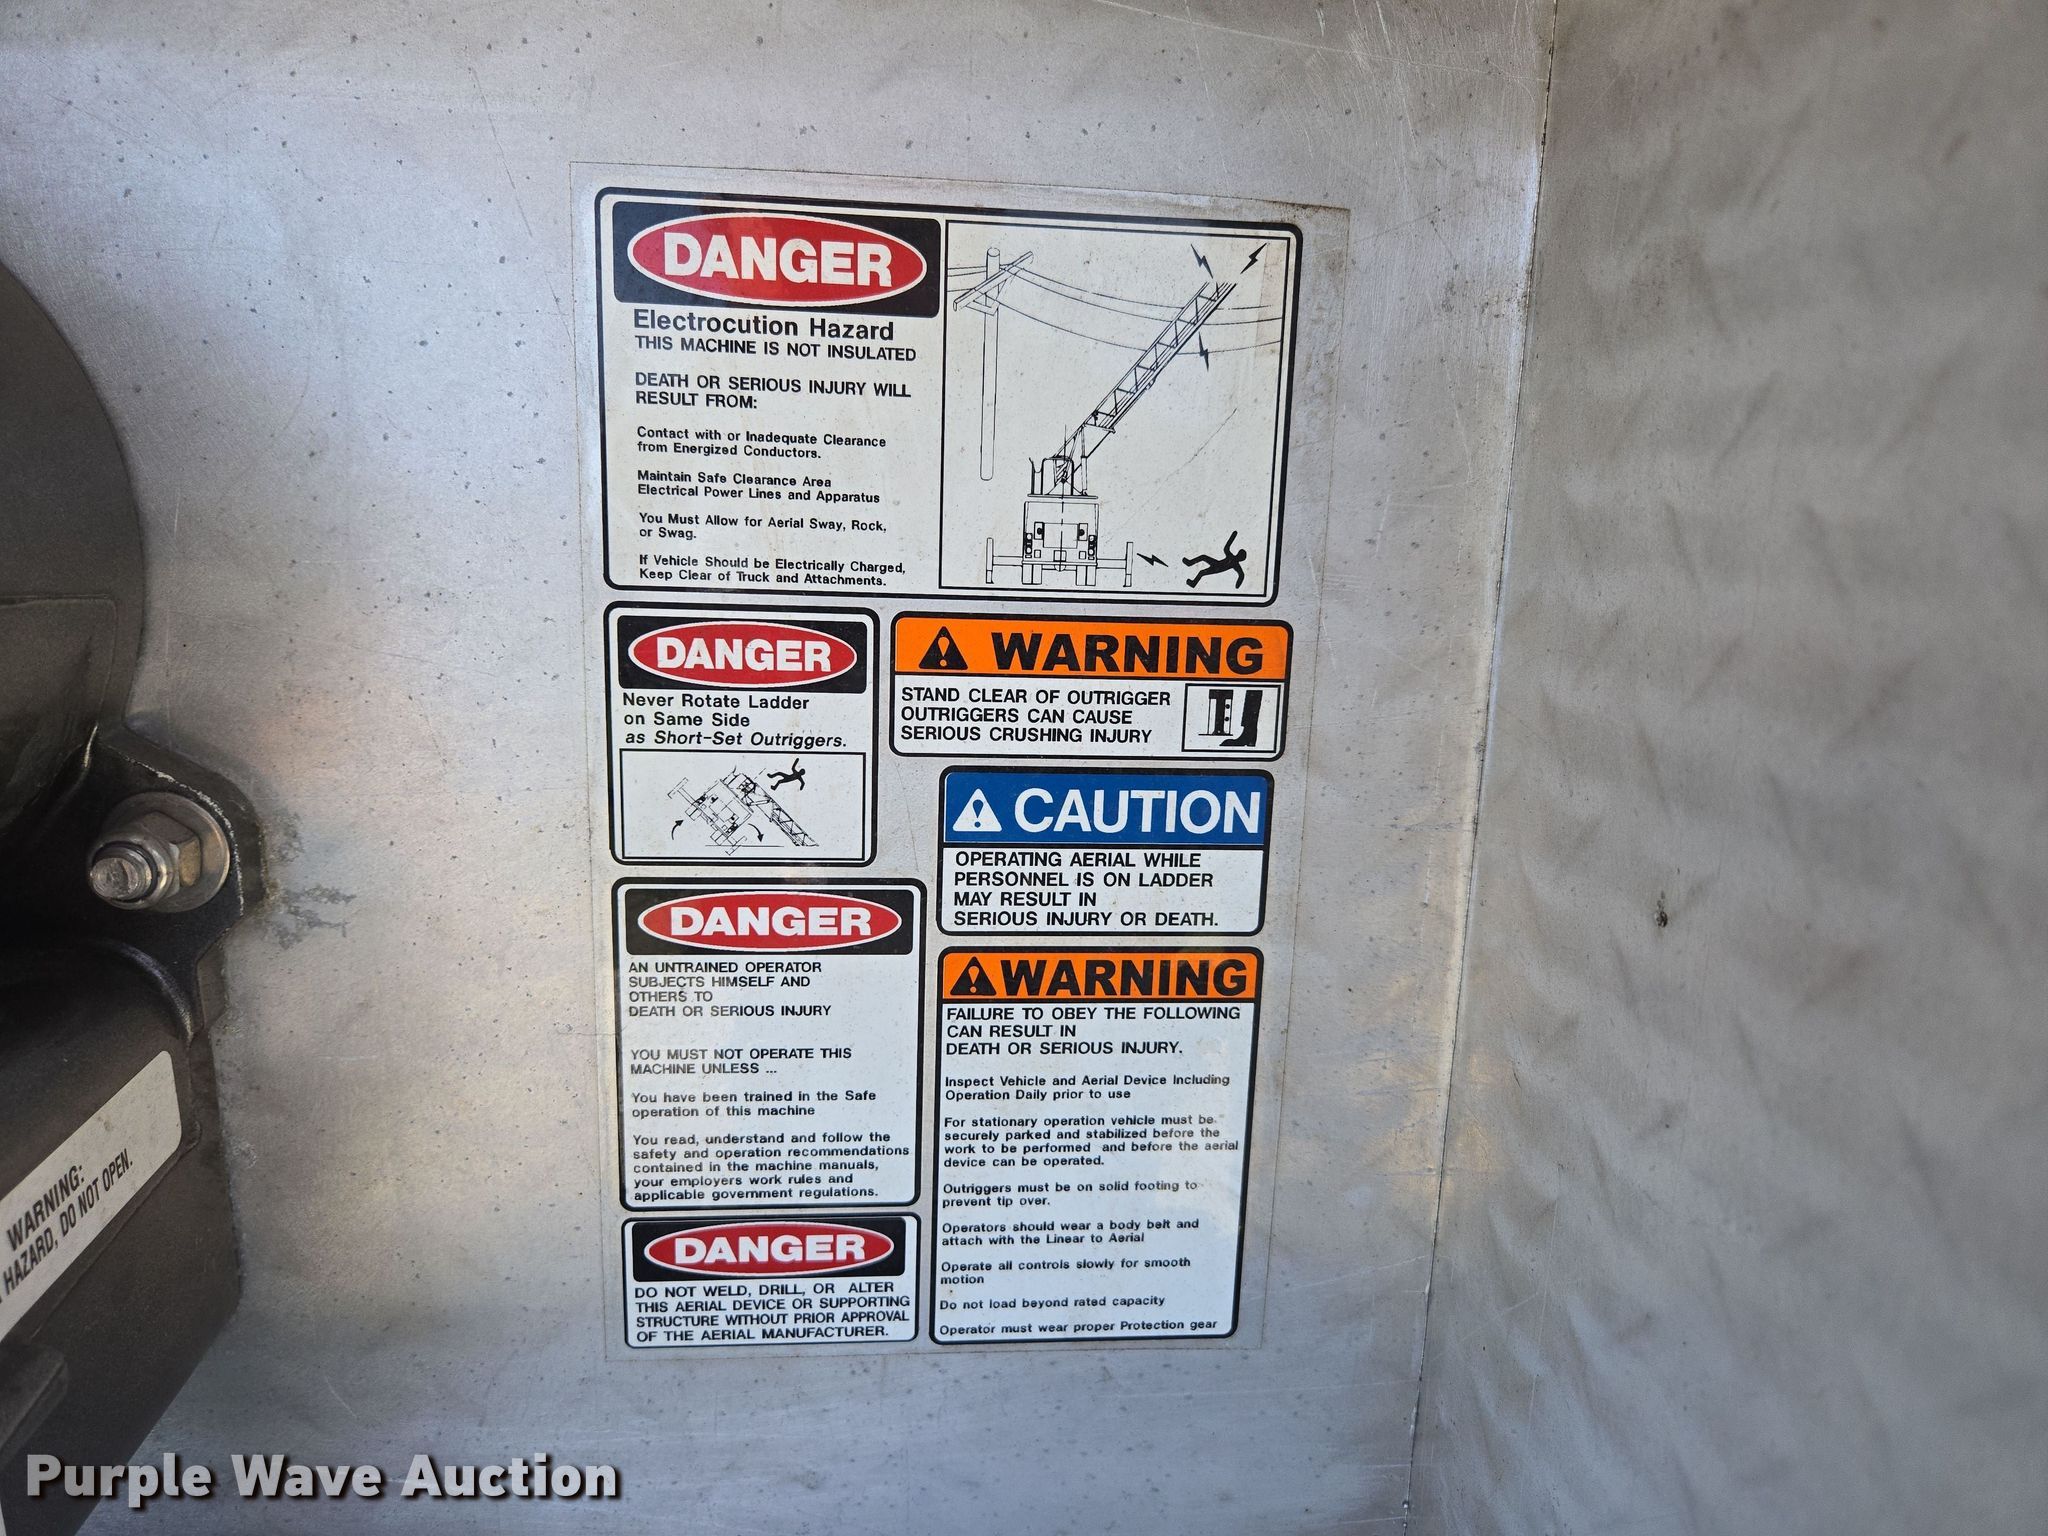 DANGER
Electrocution Hazard
THIS MACHINE IS NOT INSULATED
DEATH OR SERIOUS INJURY WILL
RESULT FROM:
Contact with or Inadequate Clearance
from Energized Conductors.
Maintain Safe Clearance Area
Electrical Power Lines and Apparatus
You Must Allow for Aerial Sway, Rock,
or Swag.
If Vehicle Should be Electrically Charged,
Keep Clear of Truck and Attachments.
DANGER
Never Rotate Ladder
on Same Side
as Short-Set Outriggers.
WARNING
STAND CLEAR OF OUTRIGGER
OUTRIGGERS CAN CAUSE
SERIOUS CRUSHING INJURY
CAUTION
OPERATING AERIAL WHILE
PERSONNEL IS ON LADDER
MAY RESULT IN
SERIOUS INJURY OR DEATH.
DANGER
AN UNTRAINED OPERATOR
SUBJECTS HIMSELF AND
OTHERS TO
DEATH OR SERIOUS INJURY
YOU MUST NOT OPERATE THIS
MACHINE UNLESS ...
You have been trained in the Safe
operation of this machine
You read, understand and follow the
safety and operation recommendations
contained in the machine manuals,
your employers work rules and
applicable government regulations.
WARNING
FAILURE TO OBEY THE FOLLOWING
CAN RESULT IN
DEATH OR SERIOUS INJURY.
Inspect Vehicle and Aerial Device Including
Operation Daily prior to use
For stationary operation vehicle must be
securely parked and stabilized before the
work to be performed and before the aerial
device can be operated.
Outriggers must be on solid footing to
prevent tip over.
Operators should wear a body belt and
attach with the Linear to Aerial
Operate all controls slowly for smooth
motion
Do not load beyond rated capacity
Operator must wear proper Protection gear
DANGER
DO NOT WELD, DRILL, OR ALTER
THIS AERIAL DEVICE OR SUPPORTING
STRUCTURE WITHOUT PRIOR APPROVAL
OF THE AERIAL MANUFACTURER.
WARNING:
HAZARD, DO NOT OPEN.
Purple Wave Auction